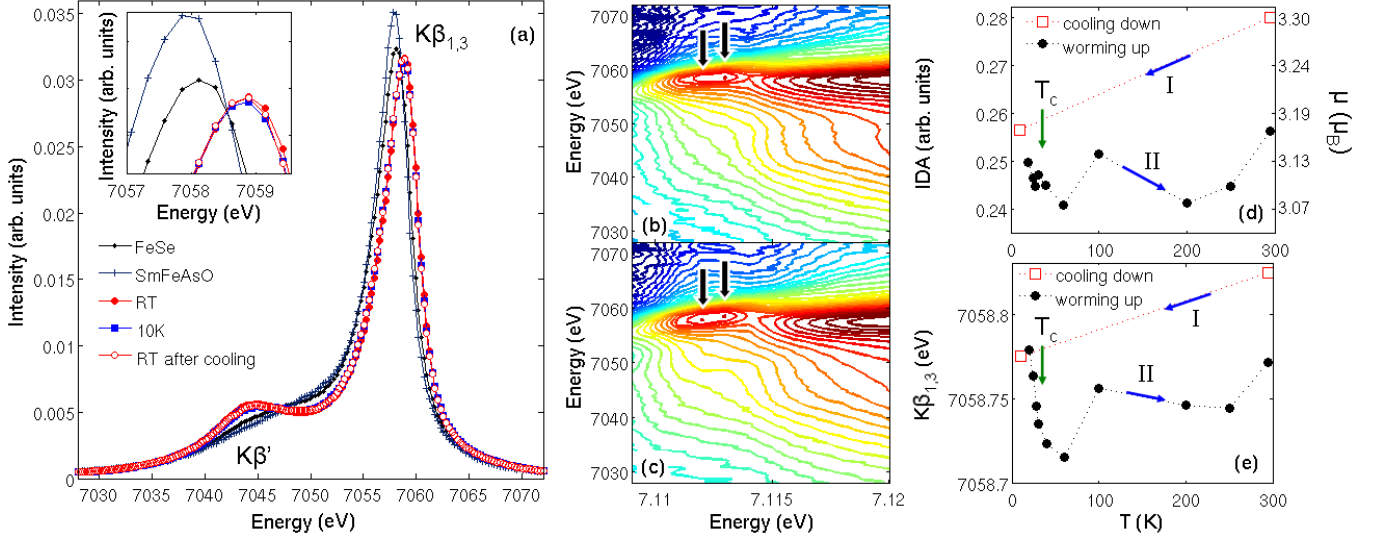 Intensity (arb. units)
7057
7058
7059
Energy (eV)
Kβ1,3
(a)
0.035
0.03
0.025
0.02
0.015
0.01
0.005
0
Intensity (arb. units)
FeSe
SmFeAsO
RT
10K
RT after cooling
Kβ'
7030 7035 7040 7045 7050 7055 7060 7065 7070
Energy (eV)
7070
7060
7050
7040
7030
Energy (eV)
(b)
7070
7060
7050
7040
7030
Energy (eV)
(c)
7.11 7.115 7.12
Energy (eV)
0.28
0.27
0.26
0.25
0.24
IDA (arb. units)
cooling down
worming up
Tc
I
II
(d)
3.30
3.24
3.19
3.13
3.07
μ (μB)
7058.8
7058.75
7058.7
Kβ1,3 (eV)
cooling down
worming up
Tc
I
II
(e)
0 100 200 300
T (K)